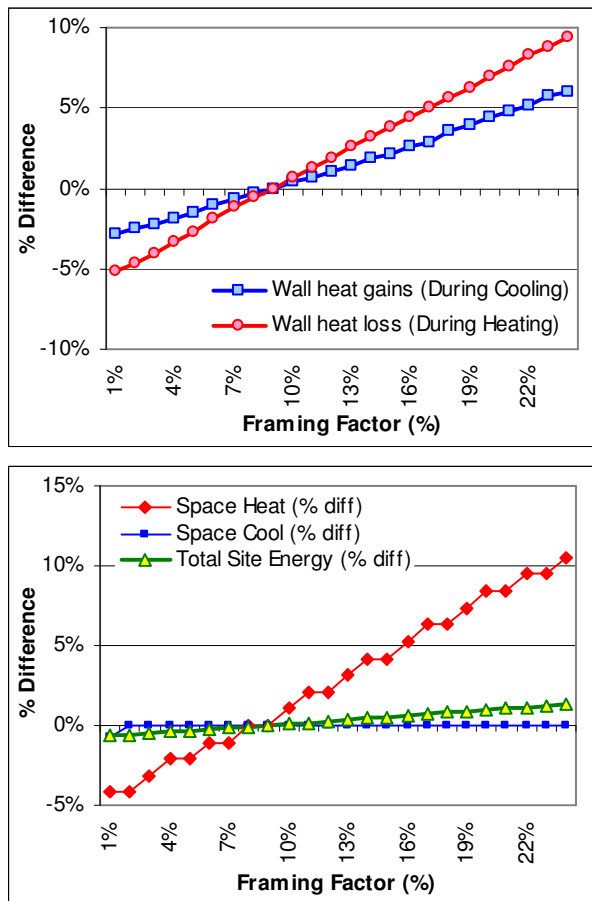 10%
5%
0%
-5%
-10%
% Difference
Wall heat gains (During Cooling)
Wall heat loss (During Heating)
1% 4% 7% 10% 13% 16% 19% 22%
Framing Factor (%)
15%
10%
5%
0%
-5%
% Difference
Space Heat (% diff)
Space Cool (% diff)
Total Site Energy (% diff)
1% 4% 7% 10% 13% 16% 19% 22%
Framing Factor (%)